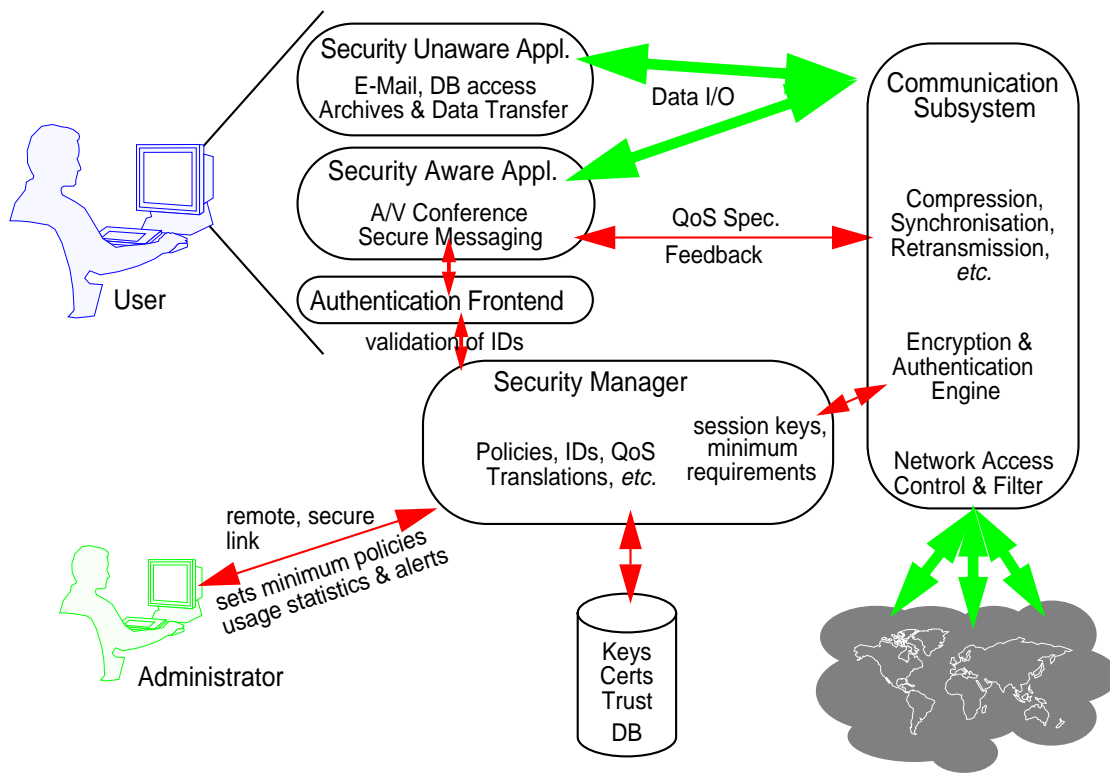 Security Unaware Appl.
E-Mail, DB access
Archives & Data Transfer
Data I/O
Communication
Subsystem
Security Aware Appl.
A/V Conference
Secure Messaging
QoS Spec.
Feedback
Compression,
Synchronisation,
Retransmission,
etc.
User
Authentication Frontend
validation of IDs
Encryption &
Authentication
Engine
Security Manager
session keys,
minimum
requirements
Policies, IDs, QoS
Translations, etc.
Network Access
Control & Filter
remote, secure
link
sets minimum policies
usage statistics & alerts
Administrator
Keys
Certs
Trust
DB